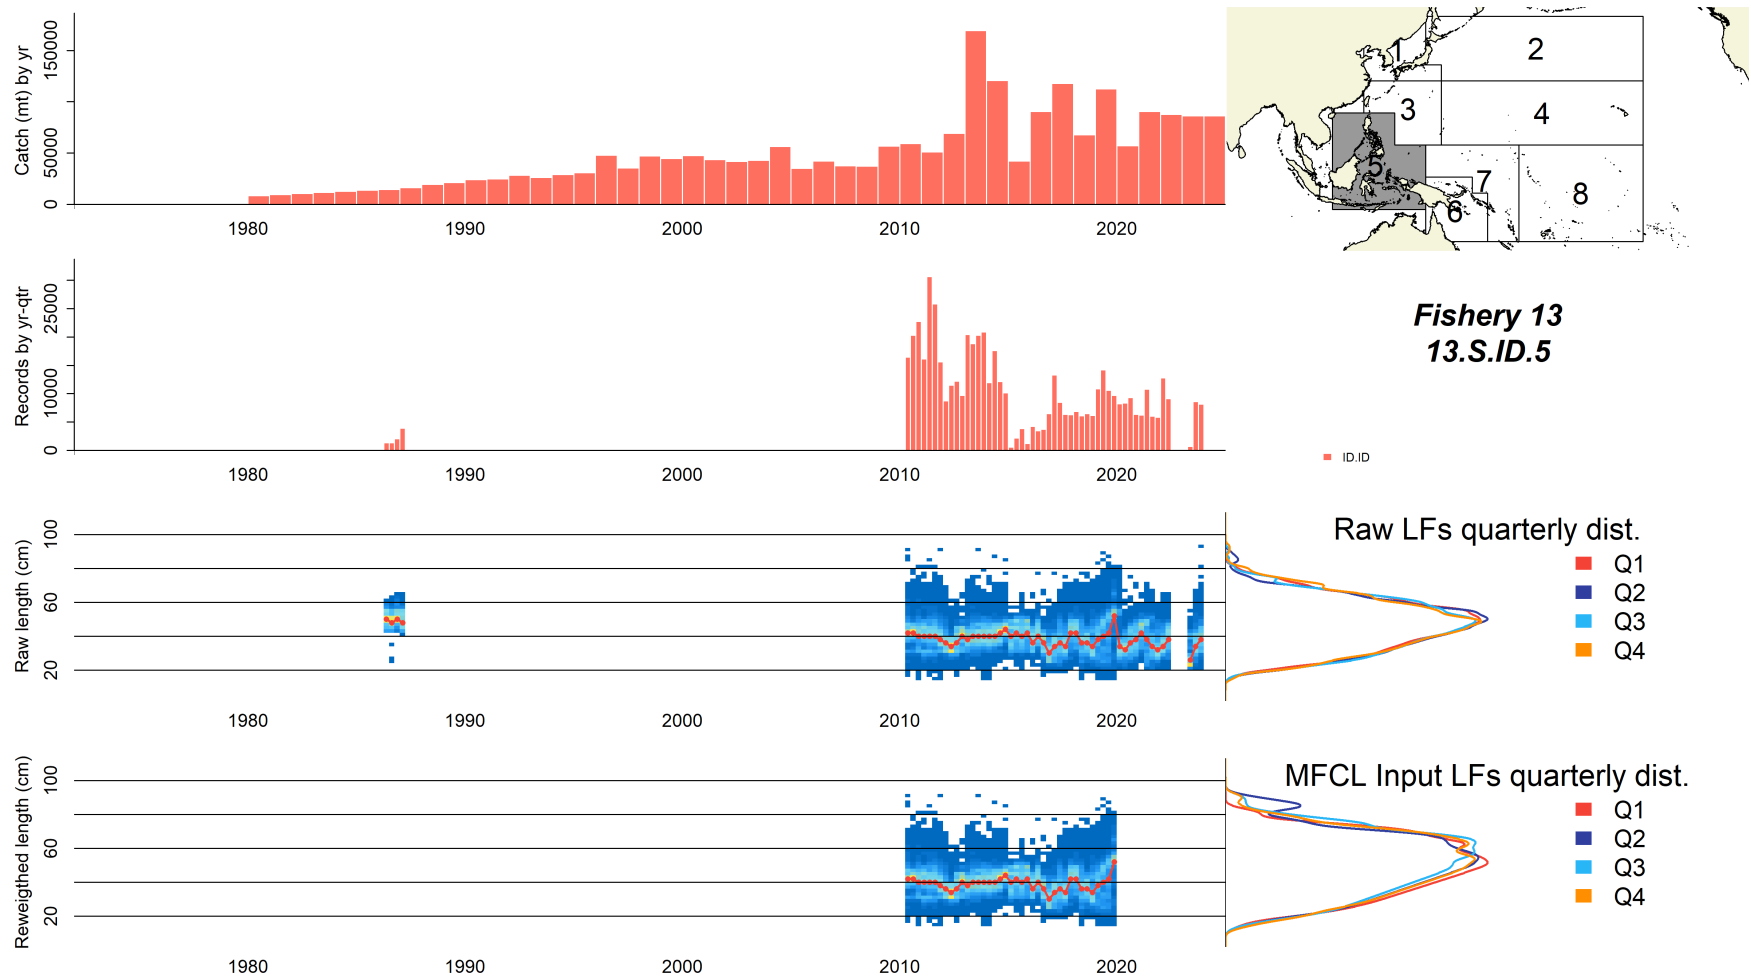 Catch (mt) by yr
150000
50000
0
1980 1990 2000 2010 2020
1
2
3
4
5
6
7
8
Records by yr-qtr
25000
10000
0
1980 1990 2000 2010 2020
Fishery 13
13.S.ID.5
ID.ID
Raw length (cm)
100
60
20
1980 1990 2000 2010 2020
Raw LFs quarterly dist.
Q1
Q2
Q3
Q4
Reweigthed length (cm)
100
60
20
1980 1990 2000 2010 2020
MFCL Input LFs quarterly dist.
Q1
Q2
Q3
Q4